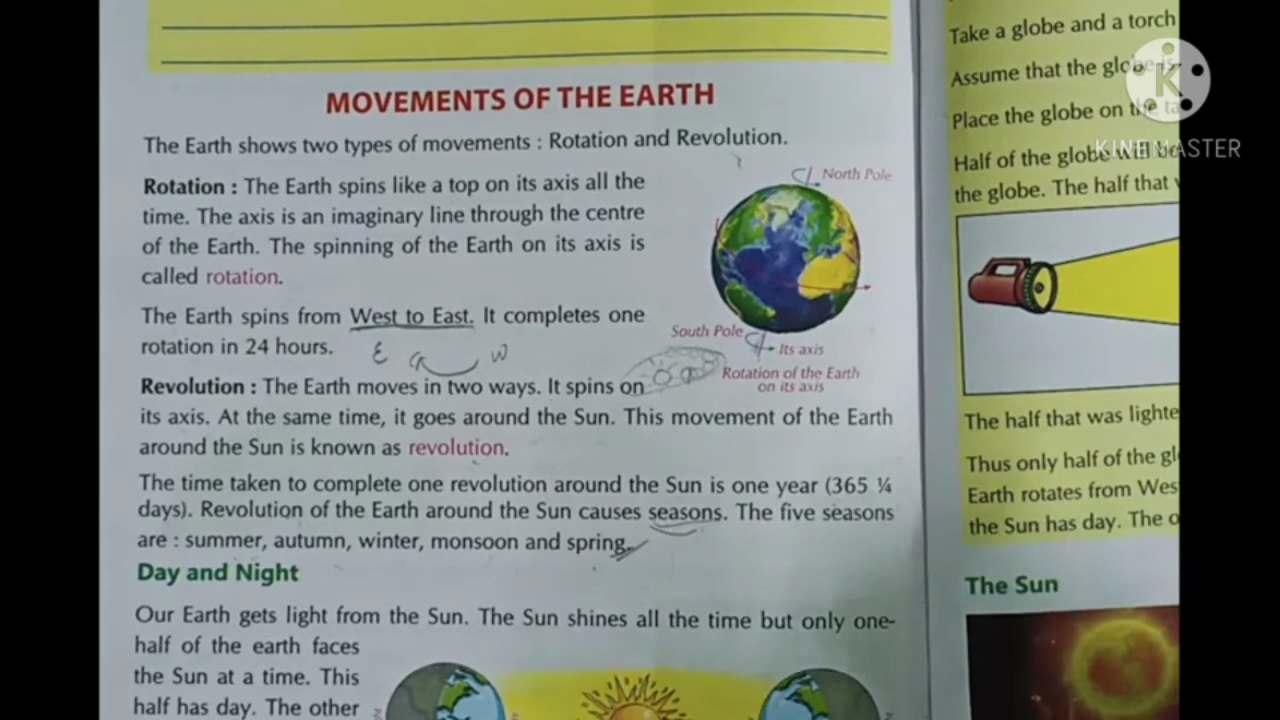 MOVEMENTS OF THE EARTH
The Earth shows two types of movements : Rotation and Revolution.
Rotation : The Earth spins like a top on its axis all the
time. The axis is an imaginary line through the centre
of the Earth. The spinning of the Earth on its axis is
called rotation.
North Pole
South Pole
Its axis
Rotation of the Earth
on its axis
The Earth spins from West to East. It completes one
rotation in 24 hours.
E
W
Revolution : The Earth moves in two ways. It spins on
its axis. At the same time, it goes around the Sun. This movement of the Earth
around the Sun is known as revolution.
The time taken to complete one revolution around the Sun is one year (365 ¼
days). Revolution of the Earth around the Sun causes seasons. The five seasons
are : summer, autumn, winter, monsoon and spring.
Day and Night
Our Earth gets light from the Sun. The Sun shines all the time but only one-
half of the earth faces
the Sun at a time. This
half has day. The other
Take a globe and a torch
Assume that the globe is
Place the globe on the
Half of the globe will
the globe. The half that
The half that was
Thus only half of the
Earth rotates from
the Sun has day. The
The Sun
K
KINEMASTER